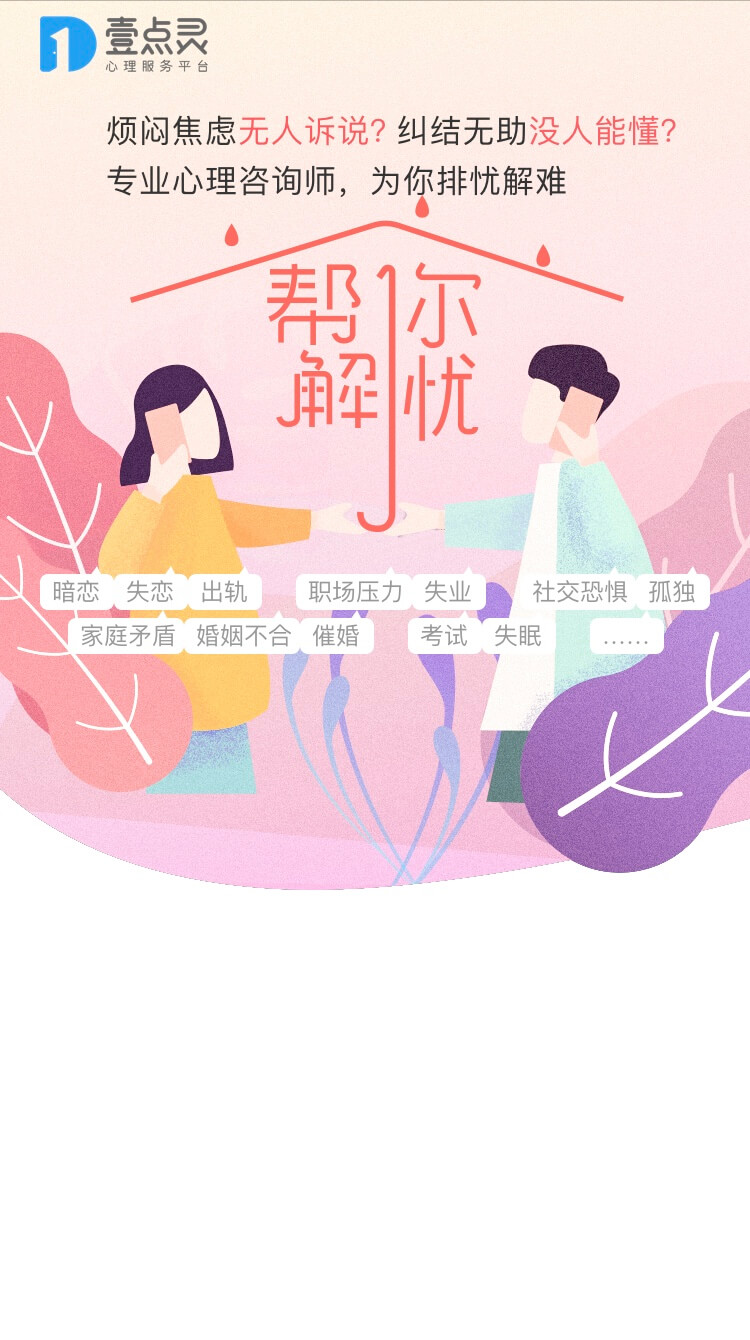 壹点灵
心理服务平台
烦闷焦虑无人诉说? 纠结无助没人能懂?
专业心理咨询师，为你排忧解难
帮你
解忧
暗恋 失恋 出轨 职场压力 失业 社交恐惧 孤独
家庭矛盾 婚姻不合 催婚 考试 失眠 ……